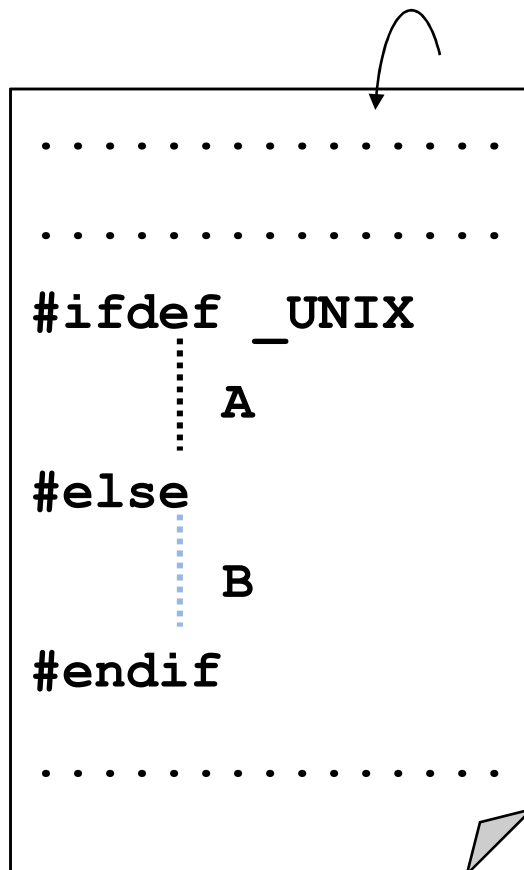 . . . . . . . . . . . . . . .
. . . . . . . . . . . . . . .
#ifdef _UNIX
A
#else
B
#endif
. . . . . . . . . . . . . . .